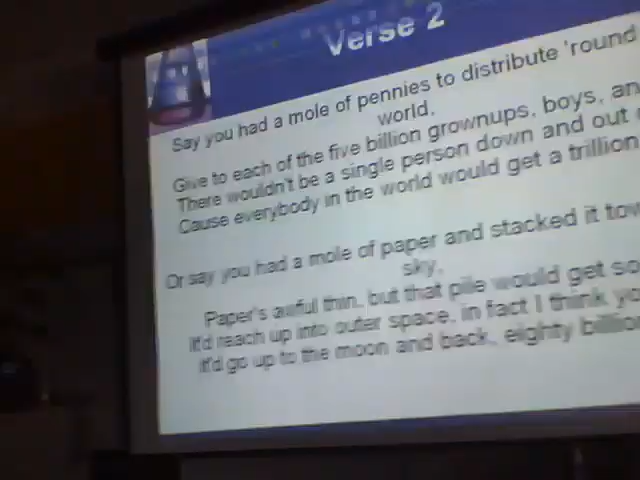 Verse 2
Say you had a mole of pennies to distribute 'round
world.
Give to each of the five billion grownups, boys, an
There wouldn't be a single person down and out
Cause everybody in the world would get a trillion
Or say you had a mole of paper and stacked it tow
sky,
Paper's awful thin, but that pile would get so
It'd reach up into outer space, in fact I think yo
It'd go up to the moon and back, eighty billio